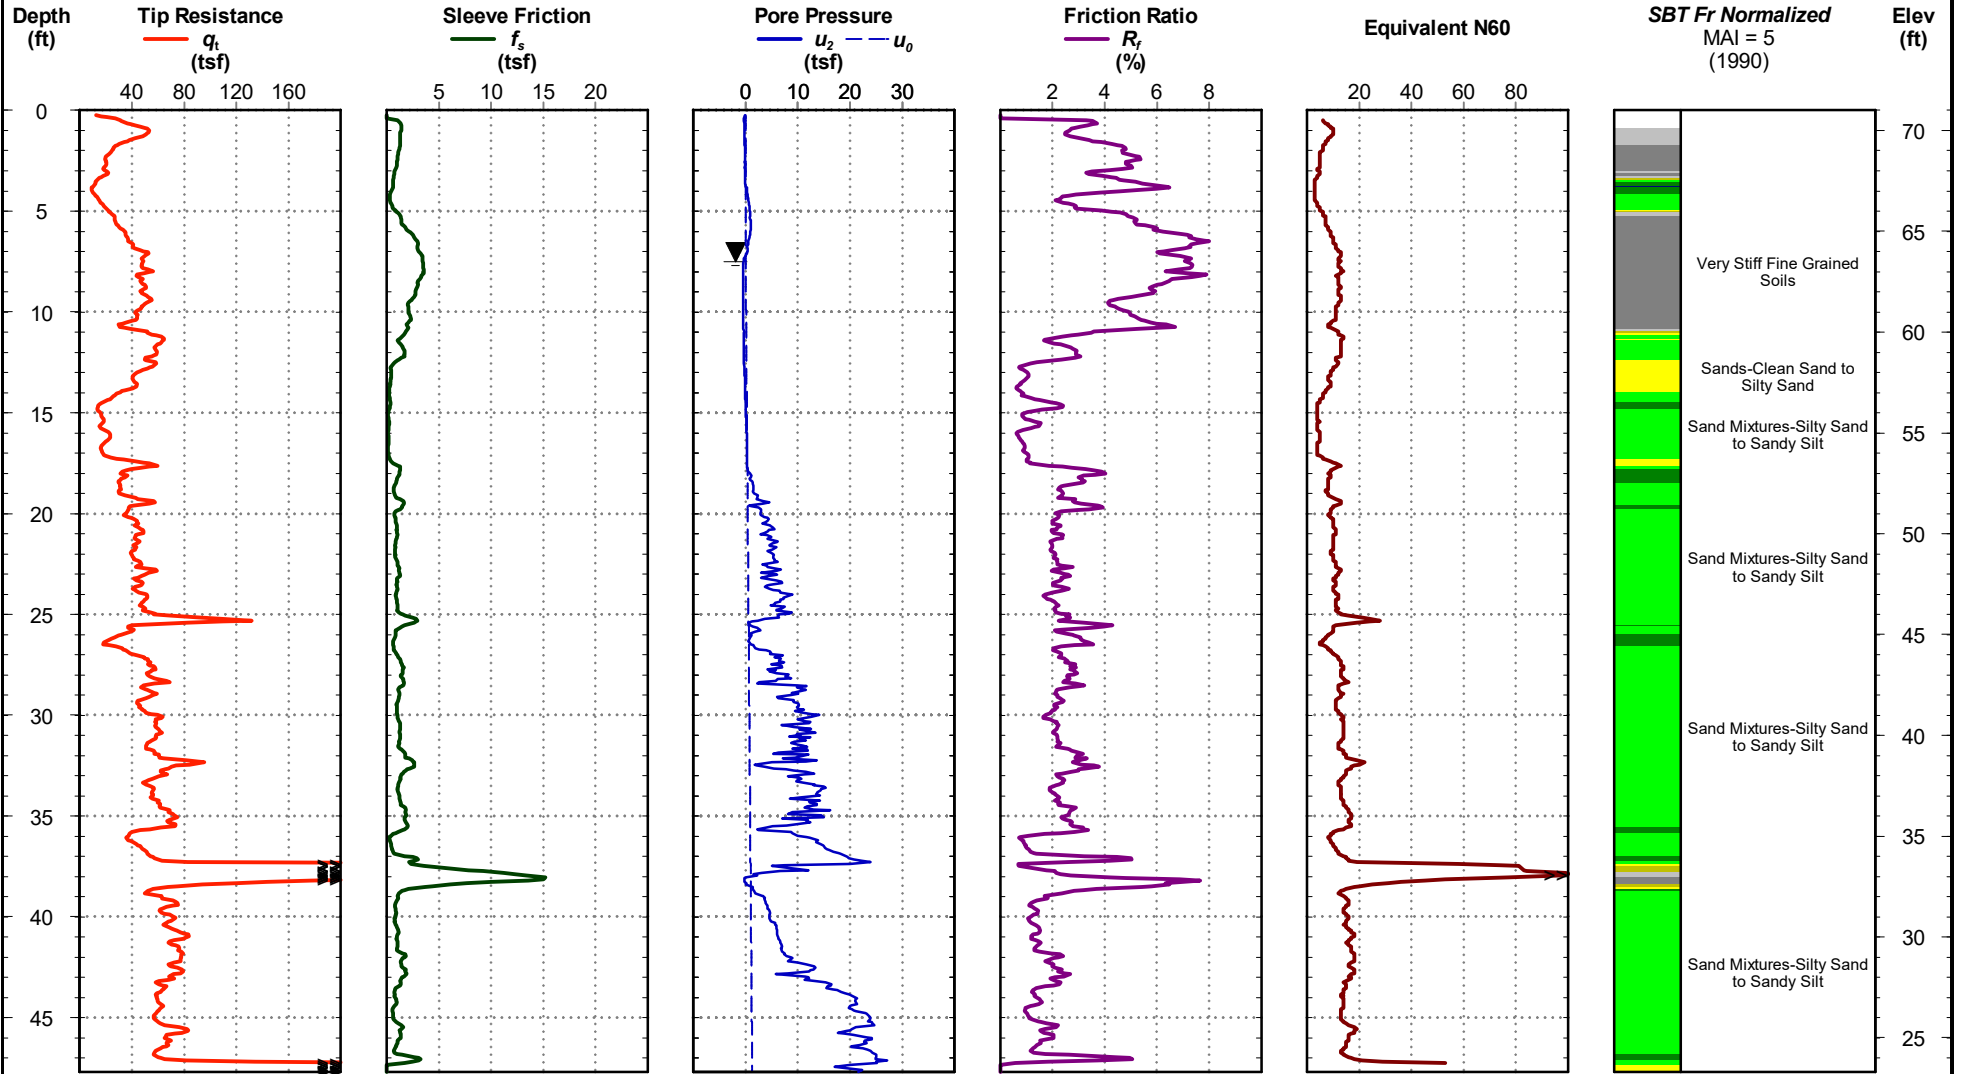 Depth
(ft)
Tip Resistance
qt
(tsf)
Sleeve Friction
fs
(tsf)
Pore Pressure
u2 u0
(tsf)
Friction Ratio
Rf
(%)
Equivalent N60
SBT Fr Normalized
MAI = 5
(1990)
Elev
(ft)
40 80 120 160
5 10 15 20
0 10 20 30
2 4 6 8
20 40 60 80
0
5
10
15
20
25
30
35
40
45
Very Stiff Fine Grained
Soils
Sands-Clean Sand to
Silty Sand
Sand Mixtures-Silty Sand
to Sandy Silt
Sand Mixtures-Silty Sand
to Sandy Silt
Sand Mixtures-Silty Sand
to Sandy Silt
Sand Mixtures-Silty Sand
to Sandy Silt
70
65
60
55
50
45
40
35
30
25